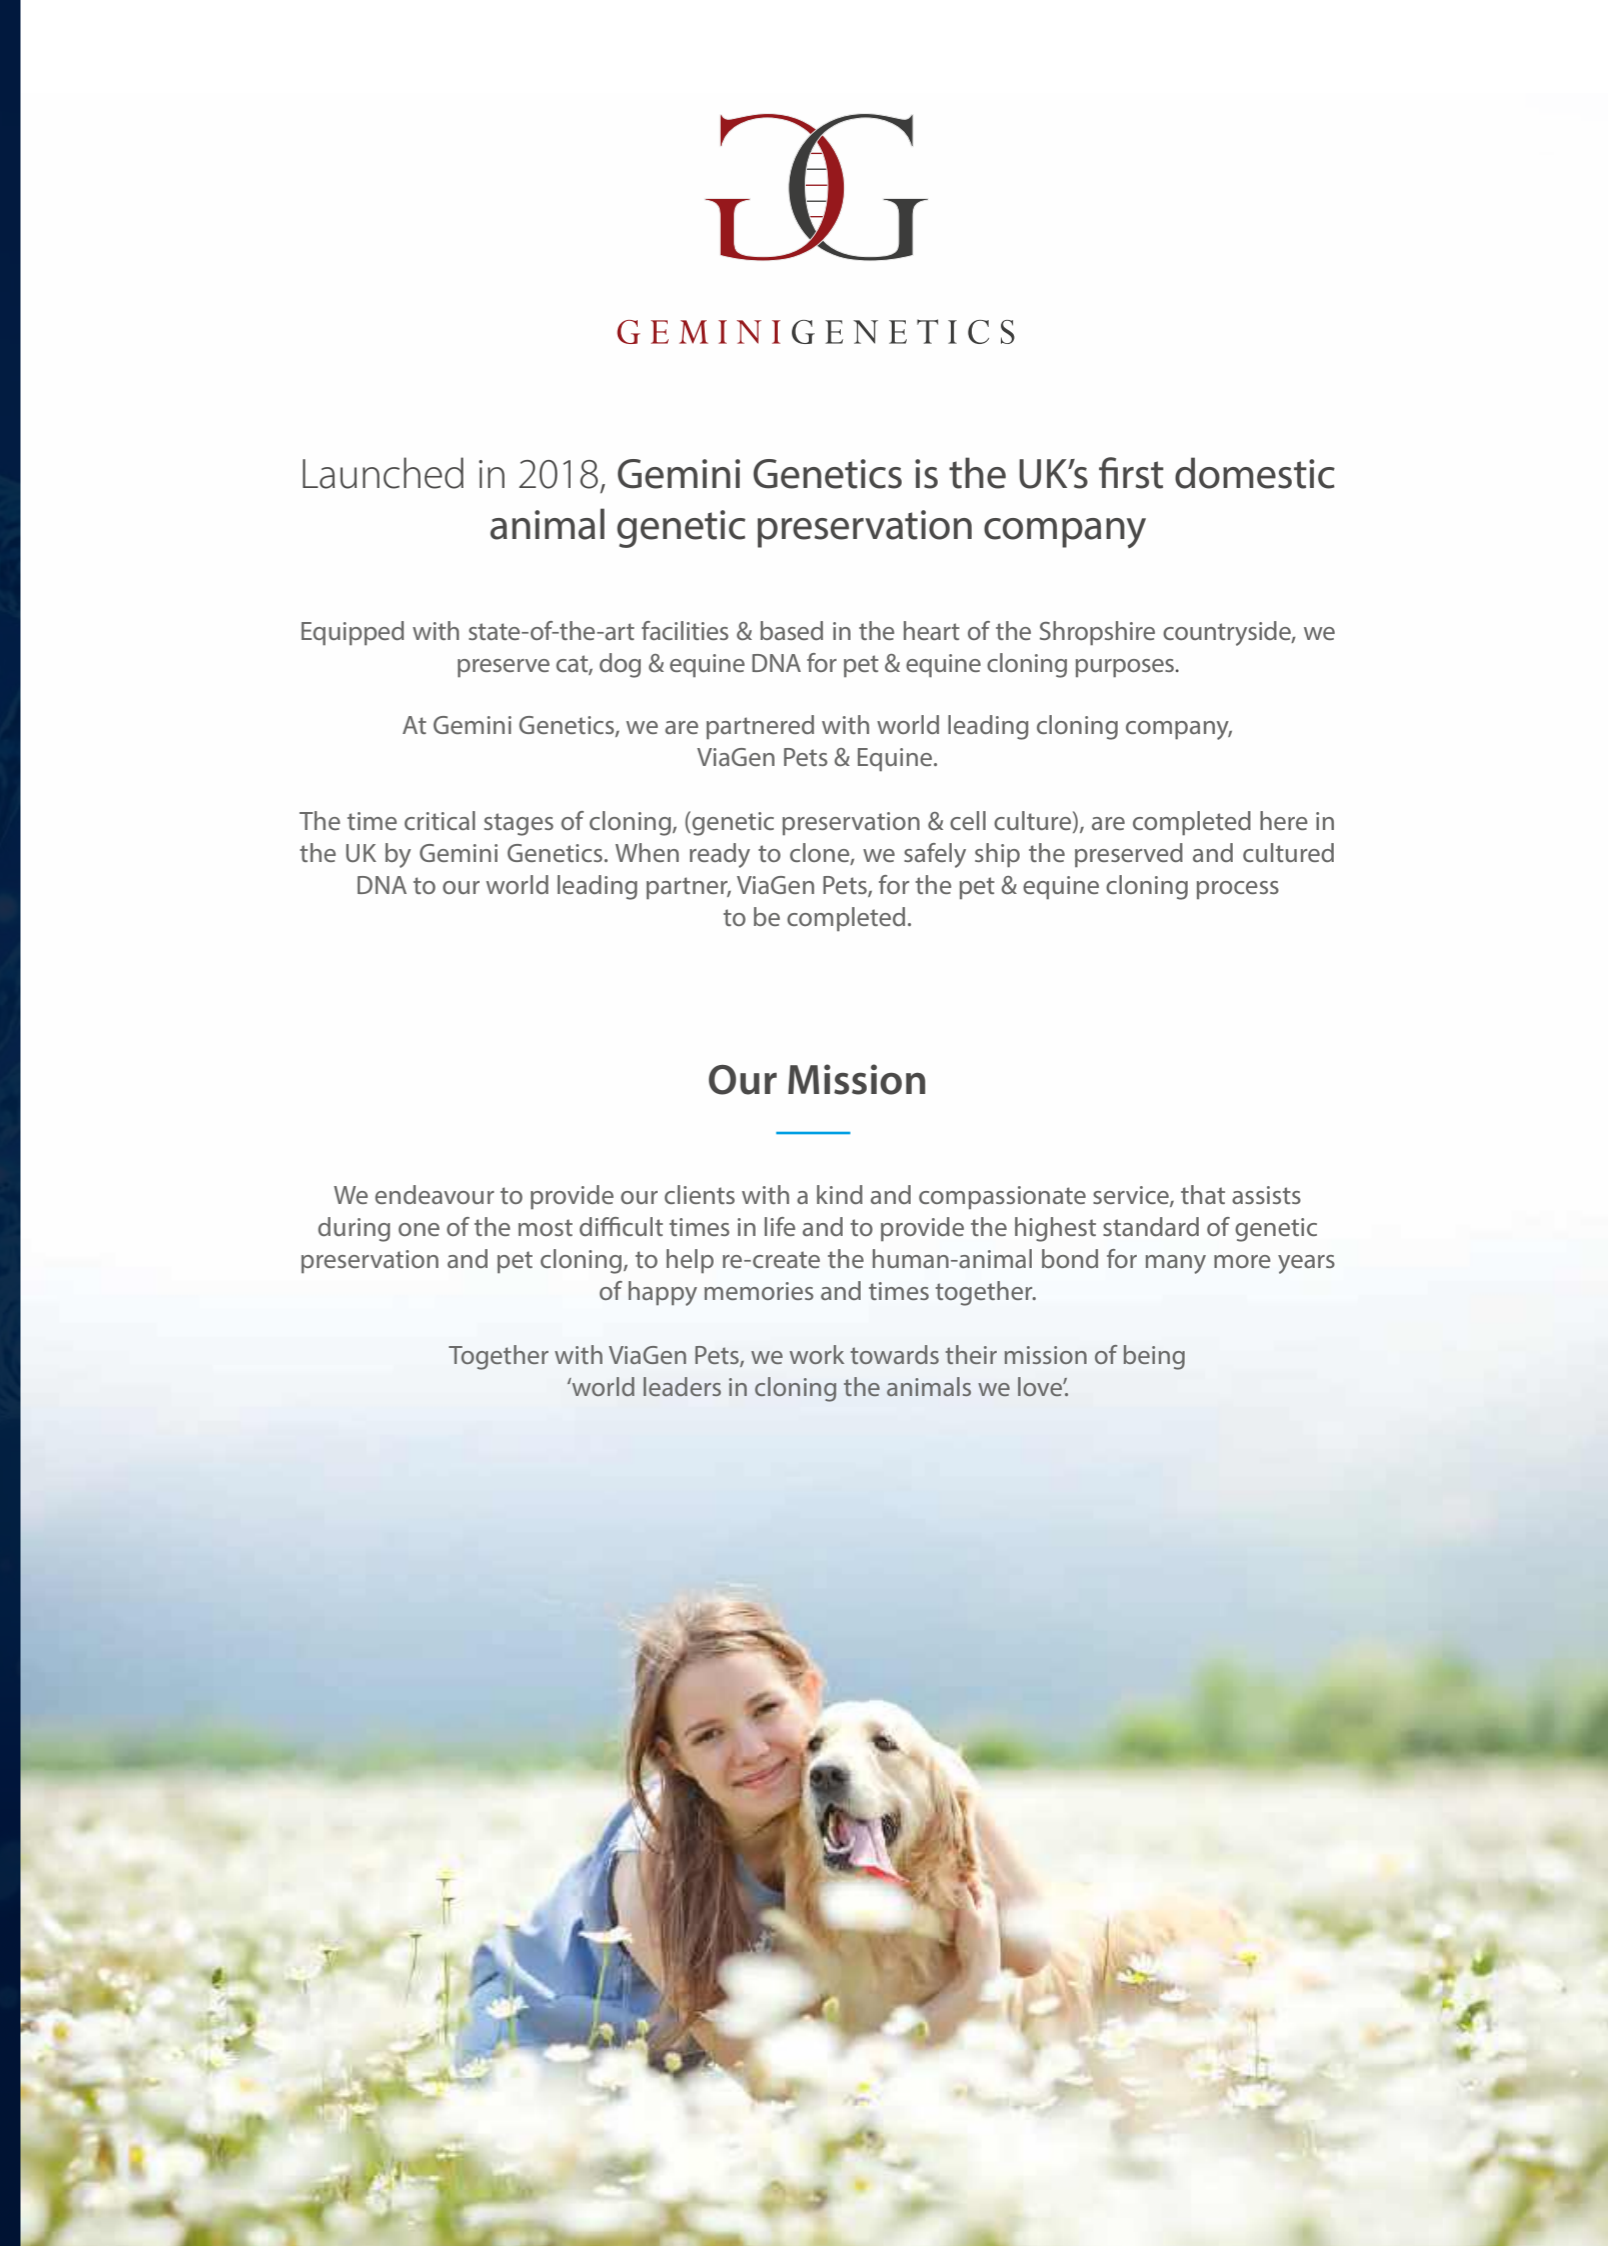 GEMINIGENETICS
Launched in 2018, Gemini Genetics is the UK’s first domestic
animal genetic preservation company
Equipped with state-of-the-art facilities & based in the heart of the Shropshire countryside, we
preserve cat, dog & equine DNA for pet & equine cloning purposes.
At Gemini Genetics, we are partnered with world leading cloning company,
ViaGen Pets & Equine.
The time critical stages of cloning, (genetic preservation & cell culture), are completed here in
the UK by Gemini Genetics. When ready to clone, we safely ship the preserved and cultured
DNA to our world leading partner, ViaGen Pets, for the pet & equine cloning process
to be completed.
Our Mission
We endeavour to provide our clients with a kind and compassionate service, that assists
during one of the most difficult times in life and to provide the highest standard of genetic
preservation and pet cloning, to help re-create the human-animal bond for many more years
of happy memories and times together.
Together with ViaGen Pets, we work towards their mission of being
‘world leaders in cloning the animals we love’.